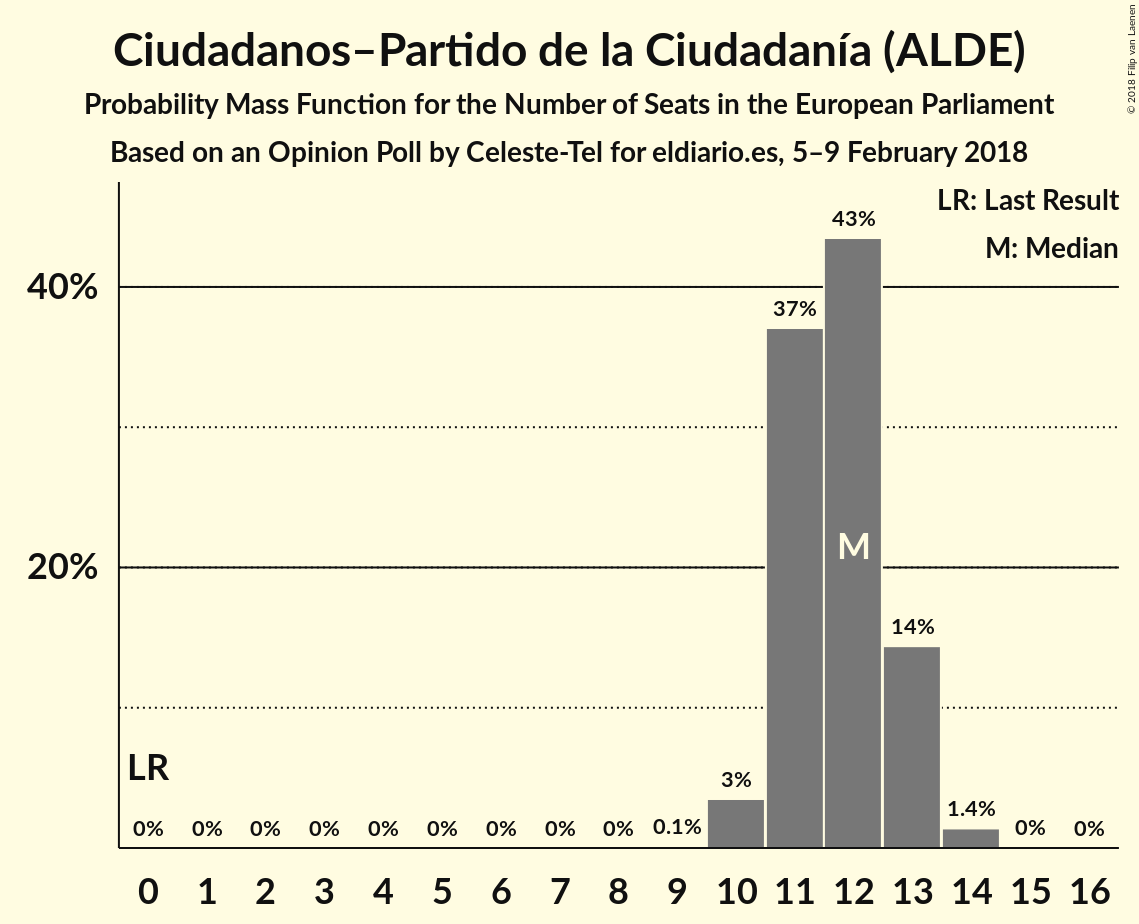 Ciudadanos–Partido de la Ciudadanía (ALDE)
Probability Mass Function for the Number of Seats in the European Parliament
Based on an Opinion Poll by Celeste-Tel for eldiario.es, 5–9 February 2018
© 2018 Filip van Laenen
LR: Last Result
M: Median
43%
40%
37%
M
20%
14%
LR
3%
1.4%
0% 0% 0% 0% 0% 0% 0% 0% 0% 0.1% 0% 0%
0 1 2 3 4 5 6 7 8 9 10 11 12 13 14 15 16